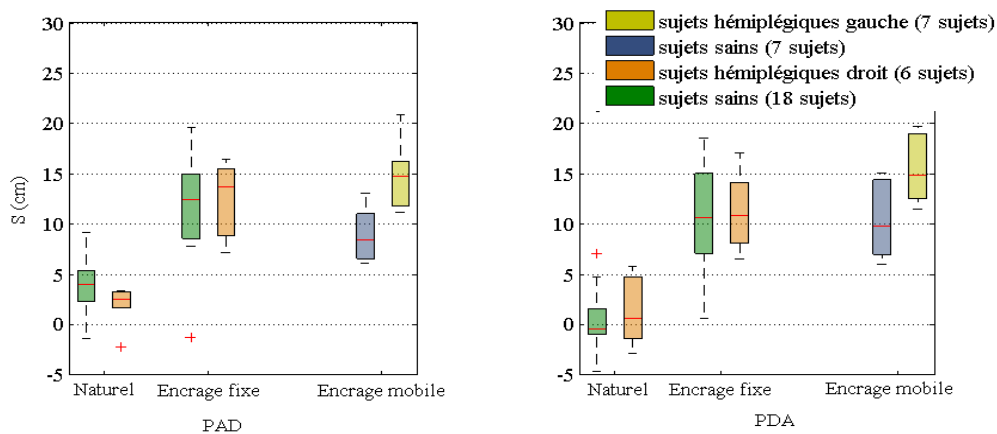 30
25
20
15
10
5
0
-5
S (cm)
Naturel
Encrage fixe
Encrage mobile
PAD
30
25
20
15
10
5
0
-5
sujets hémiplégiques gauche (7 sujets)
sujets sains (7 sujets)
sujets hémiplégiques droit (6 sujets)
sujets sains (18 sujets)
Naturel
Encrage fixe
Encrage mobile
PDA